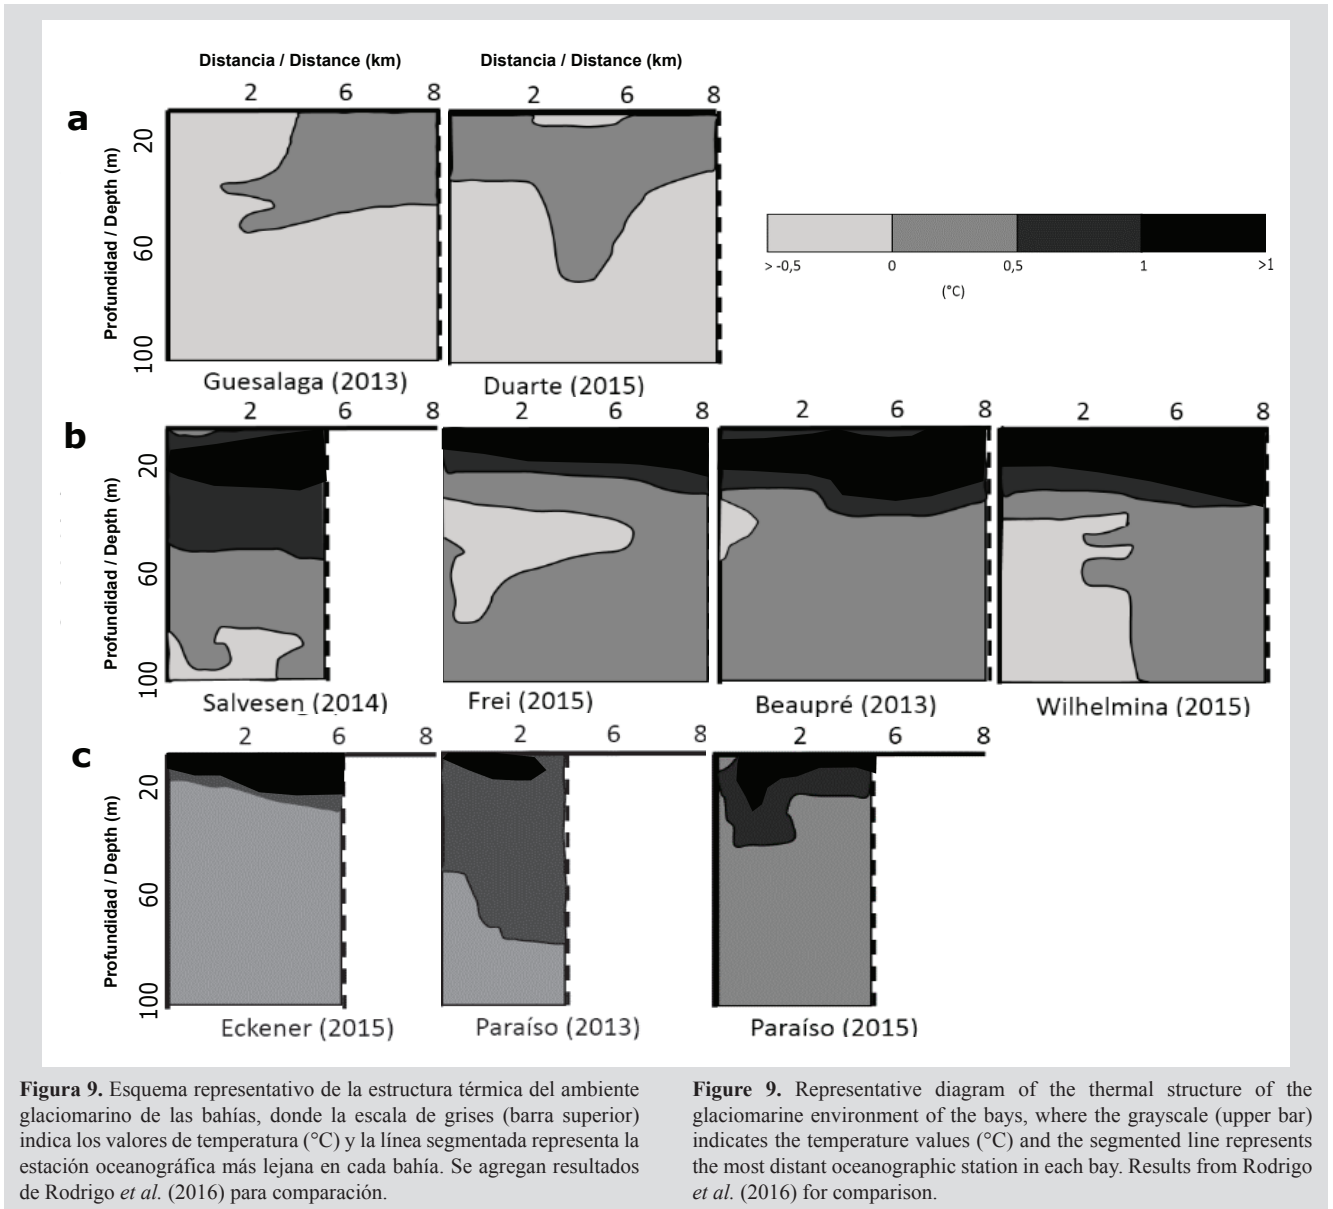 Distancia / Distance (km)
Distancia / Distance (km)
2 6 8
2 6 8
a
Profundidad / Depth (m)
20
60
100
> -0,5 0 0,5 1 >1
(°C)
Guesalaga (2013)
Duarte (2015)
2 6 8
2 6 8
2 6 8
2 6 8
b
Profundidad / Depth (m)
20
60
100
Salvesen (2014)
Frei (2015)
Beaupré (2013)
Wilhelmina (2015)
2 6 8
2 6 8
2 6 8
c
Profundidad / Depth (m)
20
60
100
Eckener (2015)
Paraíso (2013)
Paraíso (2015)
Figura 9. Esquema representativo de la estructura térmica del ambiente
glaciomarino de las bahías, donde la escala de grises (barra superior)
indica los valores de temperatura (°C) y la línea segmentada representa la
estación oceanográfica más lejana en cada bahía. Se agregan resultados
de Rodrigo et al. (2016) para comparación.
Figure 9. Representative diagram of the thermal structure of the
glaciomarine environment of the bays, where the grayscale (upper bar)
indicates the temperature values (°C) and the segmented line represents
the most distant oceanographic station in each bay. Results from Rodrigo
et al. (2016) for comparison.